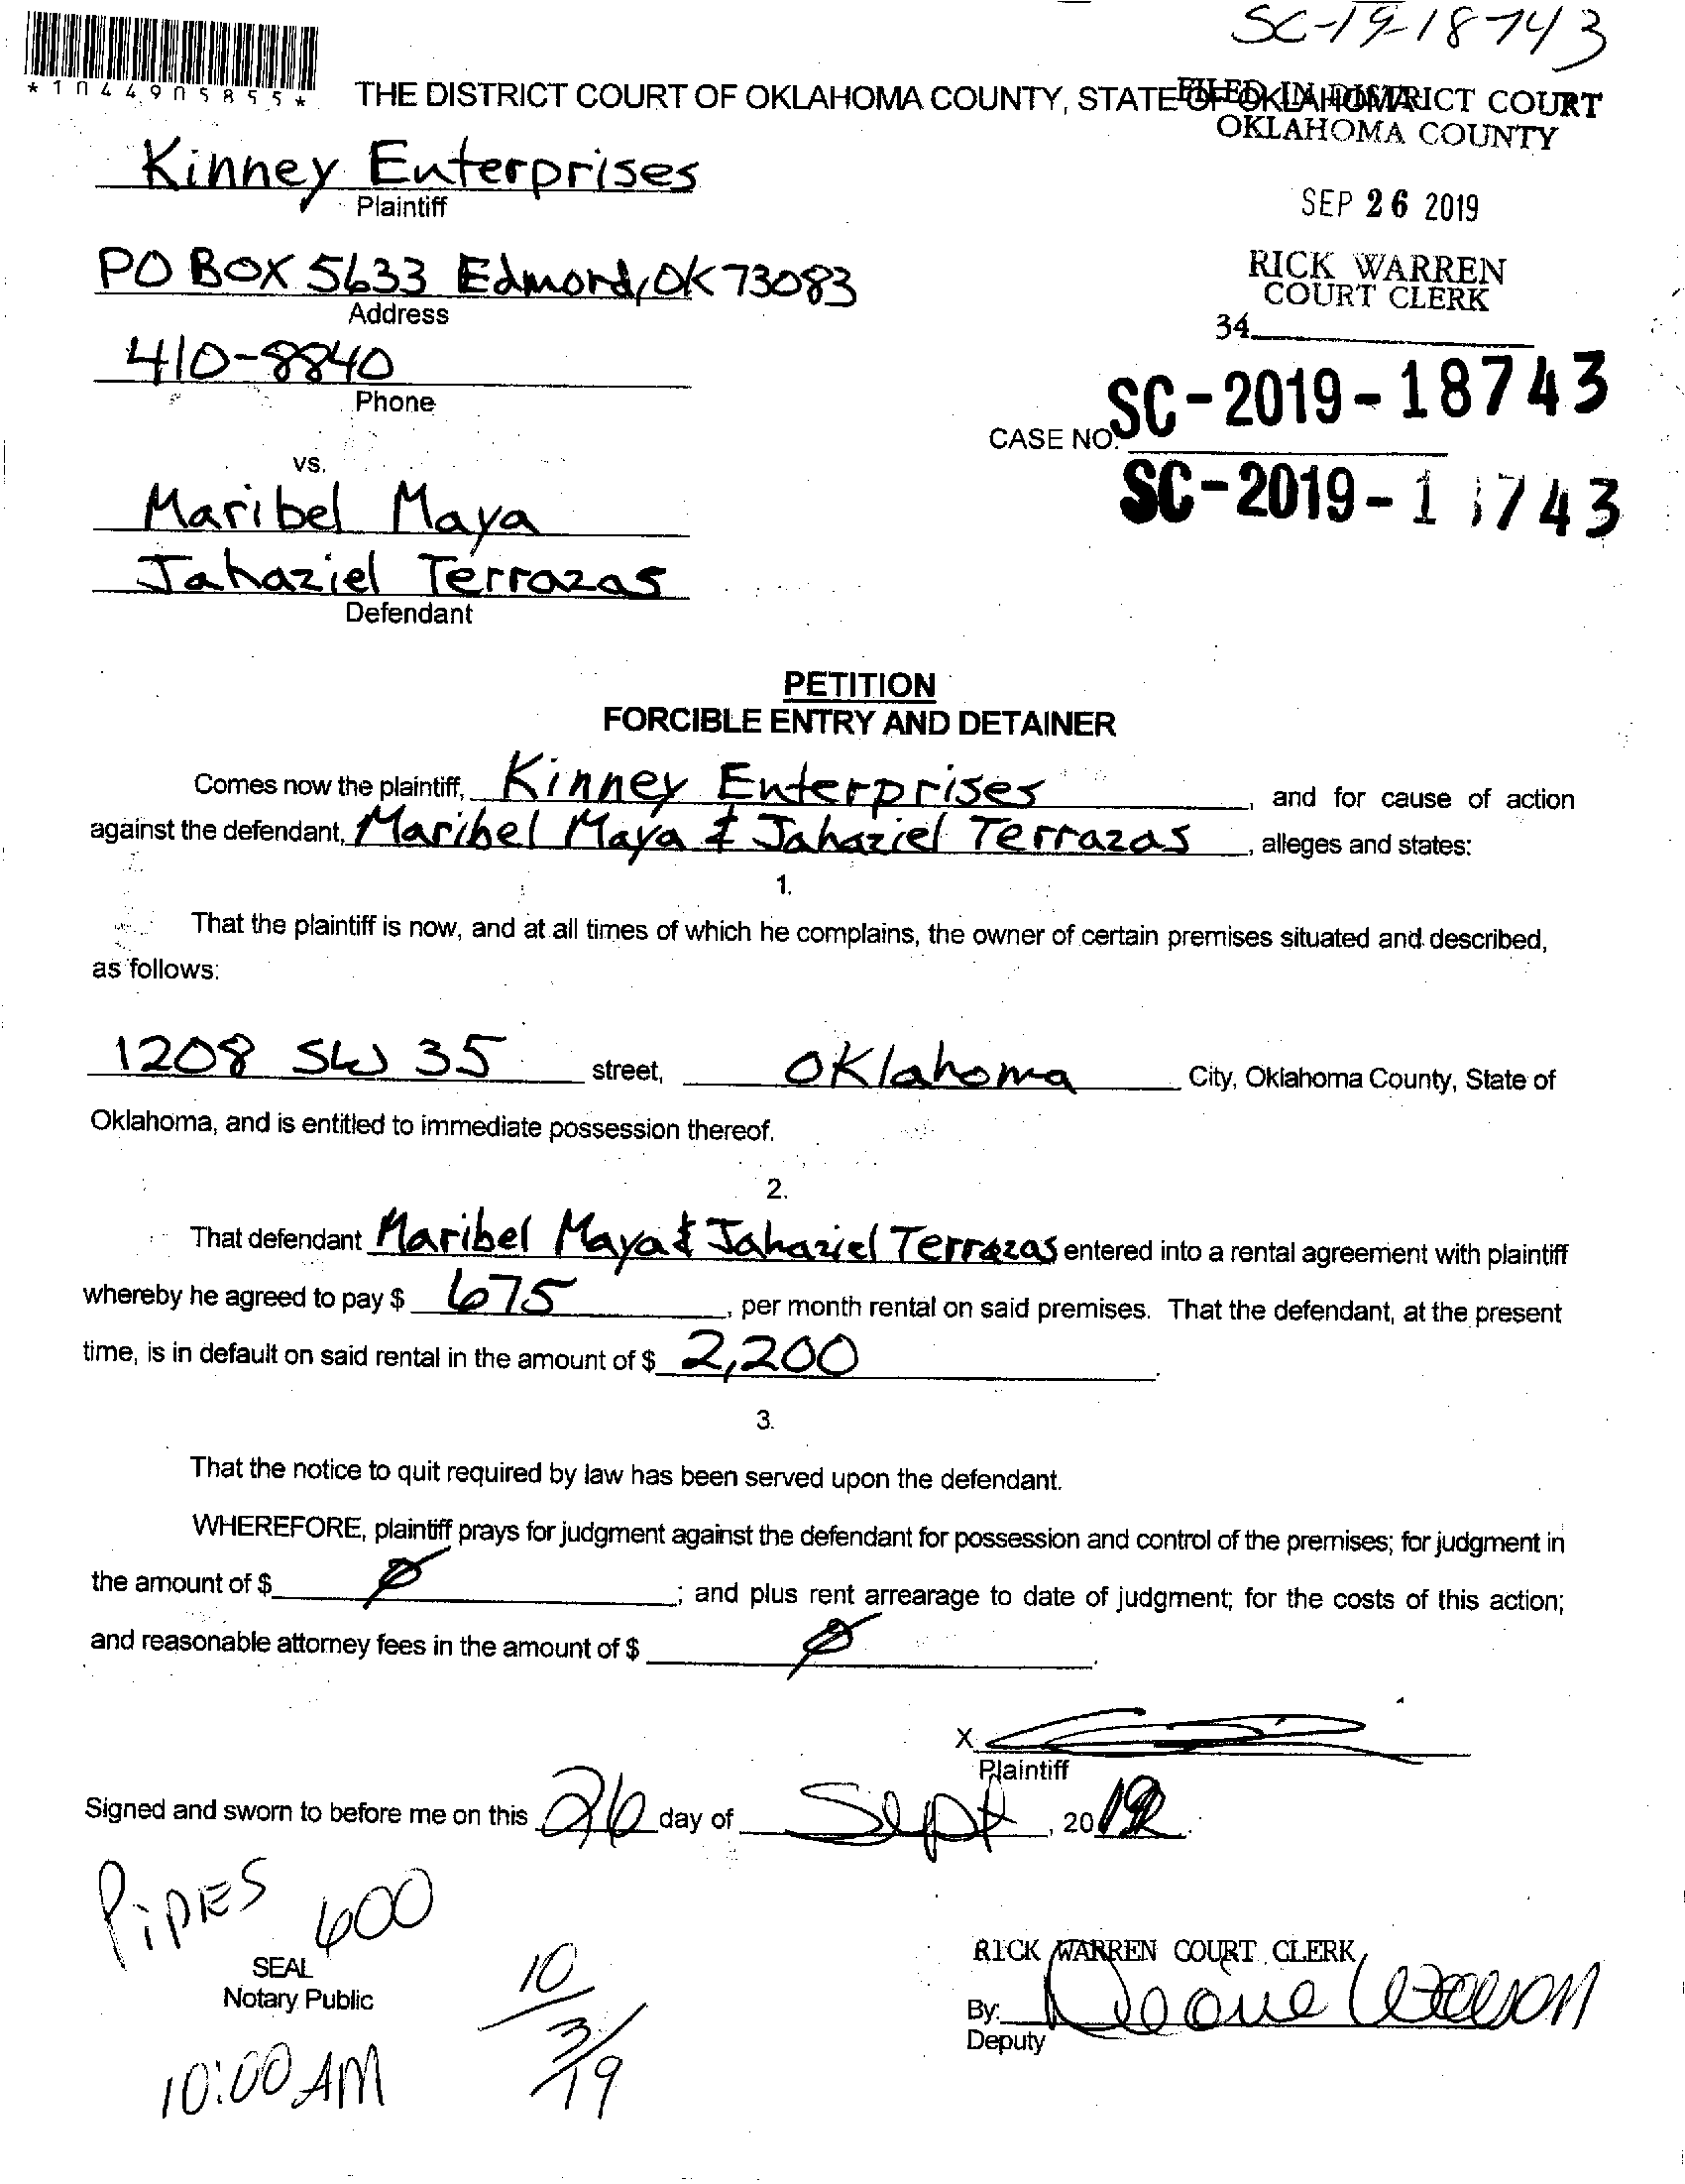 SC-19-18743
*1044905855*
THE DISTRICT COURT OF OKLAHOMA COUNTY, STATE OF OKLAHOMA
FILED IN DISTRICT COURT
OKLAHOMA COUNTY
Kinney Enterprises
Plaintiff
SEP 26 2019
PO BOX 5633 Edmond, OK 73083
Address
RICK WARREN
COURT CLERK
34
410-8840
Phone
CASE NO. SC-2019-18743
SC-2019-1 743
vs.
Maribel Maya
Jahaziel Terrazas
Defendant
PETITION
FORCIBLE ENTRY AND DETAINER
Comes now the plaintiff, Kinney Enterprises, and for cause of action
against the defendant, Maribel Maya & Jahaziel Terrazas, alleges and states:
1.
That the plaintiff is now, and at all times of which he complains, the owner of certain premises situated and described,
as follows:
1208 SW 35 street, Oklahoma City, Oklahoma County, State of
Oklahoma, and is entitled to immediate possession thereof.
2.
That defendant Maribel Maya & Jahaziel Terrazas entered into a rental agreement with plaintiff
whereby he agreed to pay $ 675, per month rental on said premises. That the defendant, at the present
time, is in default on said rental in the amount of $ 2,200.
3.
That the notice to quit required by law has been served upon the defendant.
WHEREFORE, plaintiff prays for judgment against the defendant for possession and control of the premises; for judgment in
the amount of $ Ø; and plus rent arrearage to date of judgment; for the costs of this action;
and reasonable attorney fees in the amount of $ Ø.
X
Plaintiff
Signed and sworn to before me on this 26 day of Sept, 2019.
PiPES 600
SEAL
Notary Public
10/3/19
10:00 AM
RICK WARREN COURT CLERK
By:
Deputy